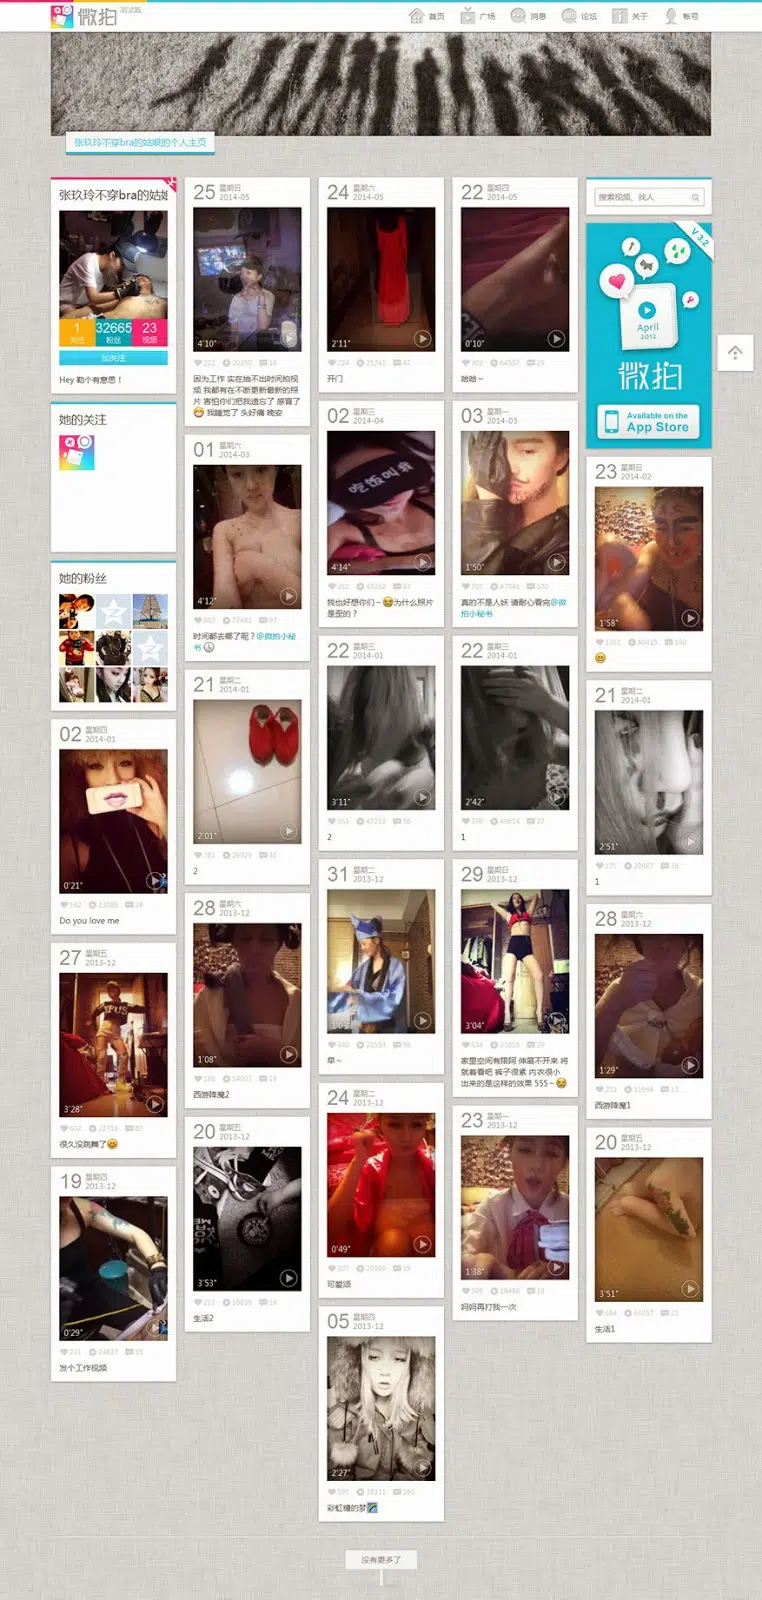 微拍 测试版
首页 广场 消息 论坛 关于 帐号
张玖玲不穿bra的姑娘的个人主页
张玖玲不穿bra的姑娘
1 32665 23
关注 粉丝 视频
加关注
Hey 勒个有意思！
她的关注
她的粉丝
02 星期四
2014-01
0'21"
Do you love me
27 星期五
2013-12
3'28"
很久没跳舞了
19 星期四
2013-12
0'29"
发个工作视频
25 星期日
2014-05
4'10"
因为工作 实在抽不出时间拍视
频 我都有在不断更新最新的照
片 害怕你们把我遗忘了 感冒了
我睡觉了 头好痛 晚安
01 星期六
2014-03
4'12"
时间都去哪了呢？@微拍小秘
书
21 星期二
2014-01
2'01"
2
28 星期六
2013-12
1'08"
西游降魔2
20 星期五
2013-12
3'53"
生活2
24 星期六
2014-05
2'11"
开门
02 星期三
2014-04
吃饭叫我
4'14"
我也好想你们~为什么照片
是歪的？
22 星期三
2014-01
3'11"
2
31 星期二
2013-12
早~
24 星期二
2013-12
0'49"
可爱颂
05 星期四
2013-12
2'27"
彩虹糖的梦
22 星期四
2014-05
0'10"
哈哈~
03 星期一
2014-03
1'50"
真的不是人妖 请耐心看完@微
拍小秘书
22 星期三
2014-01
2'42"
1
29 星期日
2013-12
3'04"
家里空间有限阿 伸展不开来 将
就着看吧 裤子很紧 内衣很小
出来的是这样的效果 555~
23 星期一
2013-12
1'38"
妈妈再打我一次
搜索视频、找人
V 3.2
April
2012
微拍
Available on the
App Store
23 星期日
2014-02
1'58"
21 星期二
2014-01
2'51"
1
28 星期六
2013-12
1'29"
西游降魔1
20 星期五
2013-12
3'51"
生活1
没有更多了